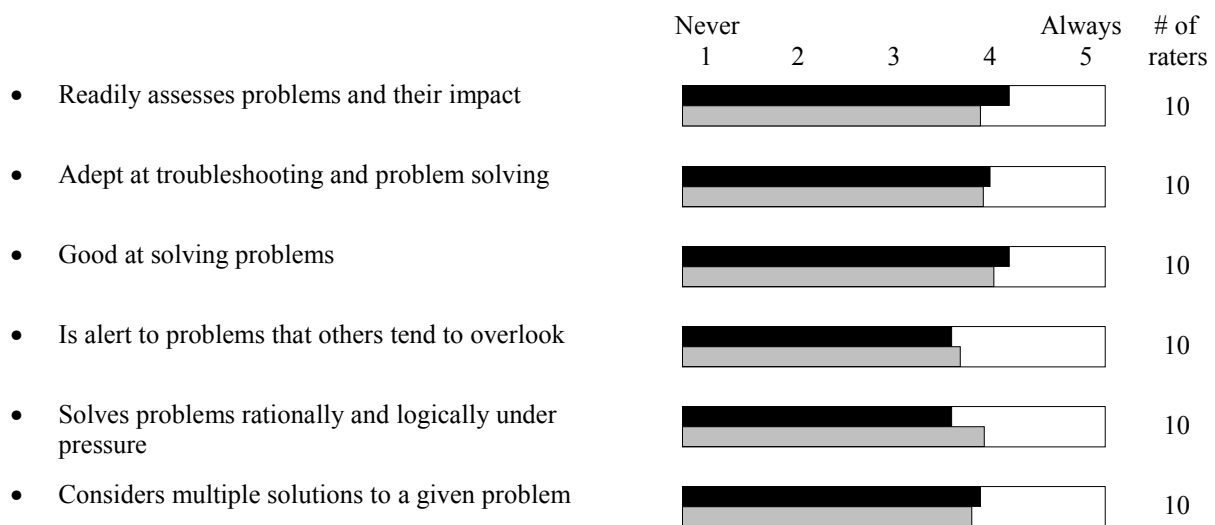 Never Always # of
1 2 3 4 5 raters
• Readily assesses problems and their impact 10
• Adept at troubleshooting and problem solving 10
• Good at solving problems 10
• Is alert to problems that others tend to overlook 10
• Solves problems rationally and logically under
pressure 10
• Considers multiple solutions to a given problem 10